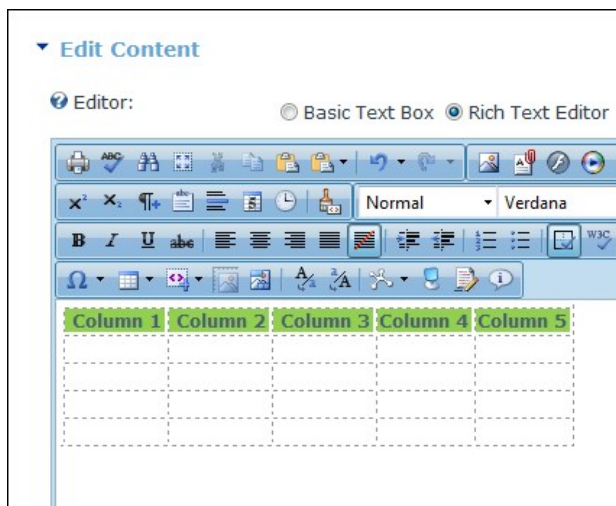 Edit Content
Editor:
Basic Text Box Rich Text Editor
Normal Verdana
Column 1 Column 2 Column 3 Column 4 Column 5